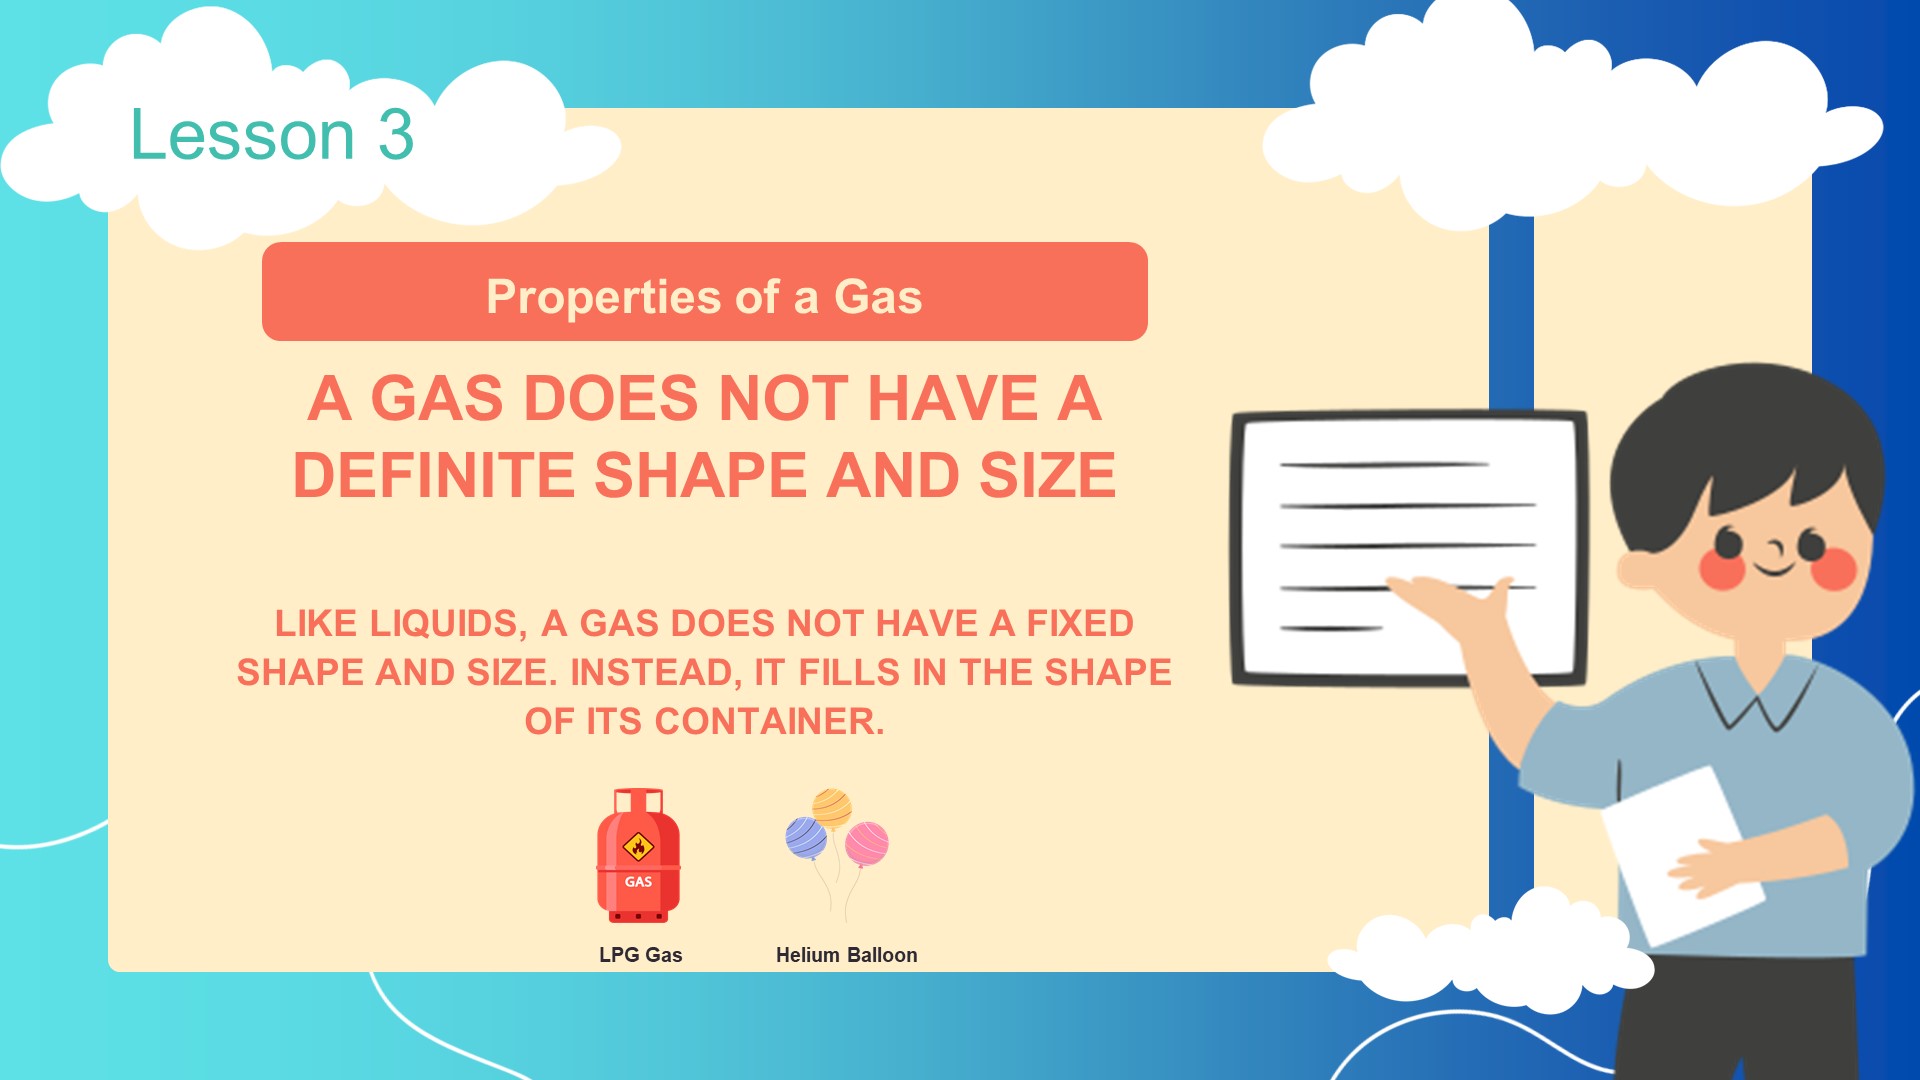 Lesson 3
Properties of a Gas
A GAS DOES NOT HAVE A
DEFINITE SHAPE AND SIZE
LIKE LIQUIDS, A GAS DOES NOT HAVE A FIXED
SHAPE AND SIZE. INSTEAD, IT FILLS IN THE SHAPE
OF ITS CONTAINER.
GAS
LPG Gas
Helium Balloon